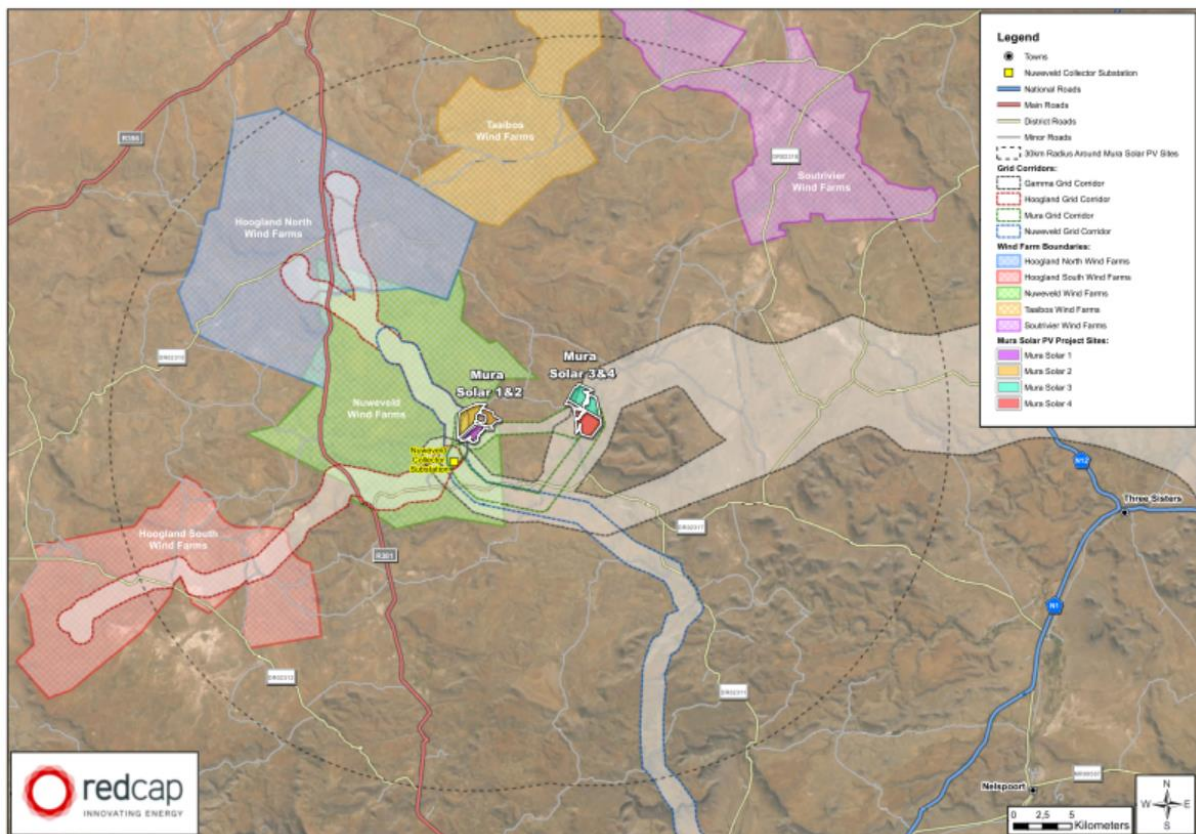 Legend
Towns
Nuweveld Collector Substation
National Roads
Main Roads
District Roads
Minor Roads
30km Radius Around Mura Solar PV Sites
Grid Corridors:
Gamma Grid Corridor
Hoogland Grid Corridor
Mura Grid Corridor
Nuweveld Grid Corridor
Wind Farm Boundaries:
Hoogland North Wind Farms
Hoogland South Wind Farms
Nuweveld Wind Farms
Taaibos Wind Farms
Soutrivier Wind Farms
Mura Solar PV Project Sites:
Mura Solar 1
Mura Solar 2
Mura Solar 3
Mura Solar 4
Taaibos
Wind Farms
Soutrivier
Wind Farms
Hoogland North
Wind Farms
Mura
Solar 3&4
Mura
Solar 1&2
Nuweveld
Wind Farms
Nuweveld
Collector
Substation
N12
Three Sisters
Hoogland South
Wind Farms
R381
N1
DR02312
DR02317
Nelspoort
redcap
INNOVATING ENERGY
0 2,5 5
Kilometers
N
W E
S